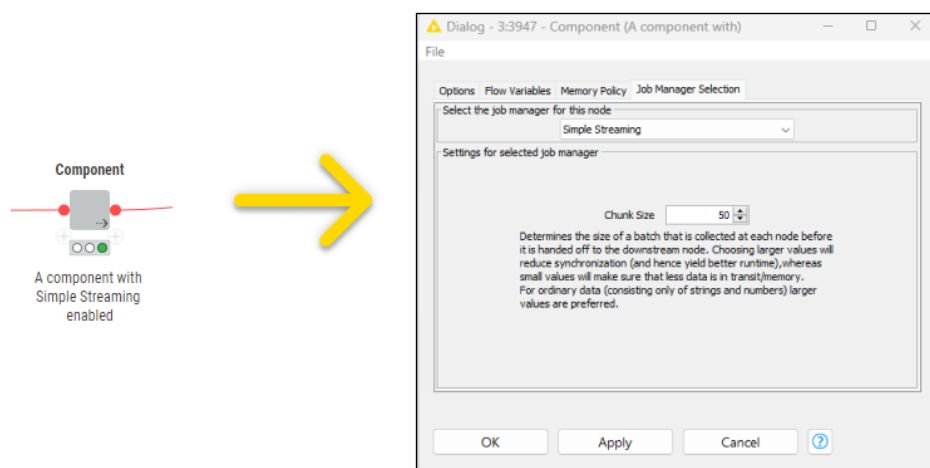 Component
A component with
Simple Streaming
enabled
Dialog - 3:3947 - Component (A component with)
File
Options Flow Variables Memory Policy Job Manager Selection
Select the job manager for this node
Simple Streaming
Settings for selected job manager
Chunk Size 50
Determines the size of a batch that is collected at each node before
it is handed off to the downstream node. Choosing larger values will
reduce synchronization (and hence yield better runtime),whereas
small values will make sure that less data is in transit/memory.
For ordinary data (consisting only of strings and numbers) larger
values are preferred.
OK Apply Cancel ?